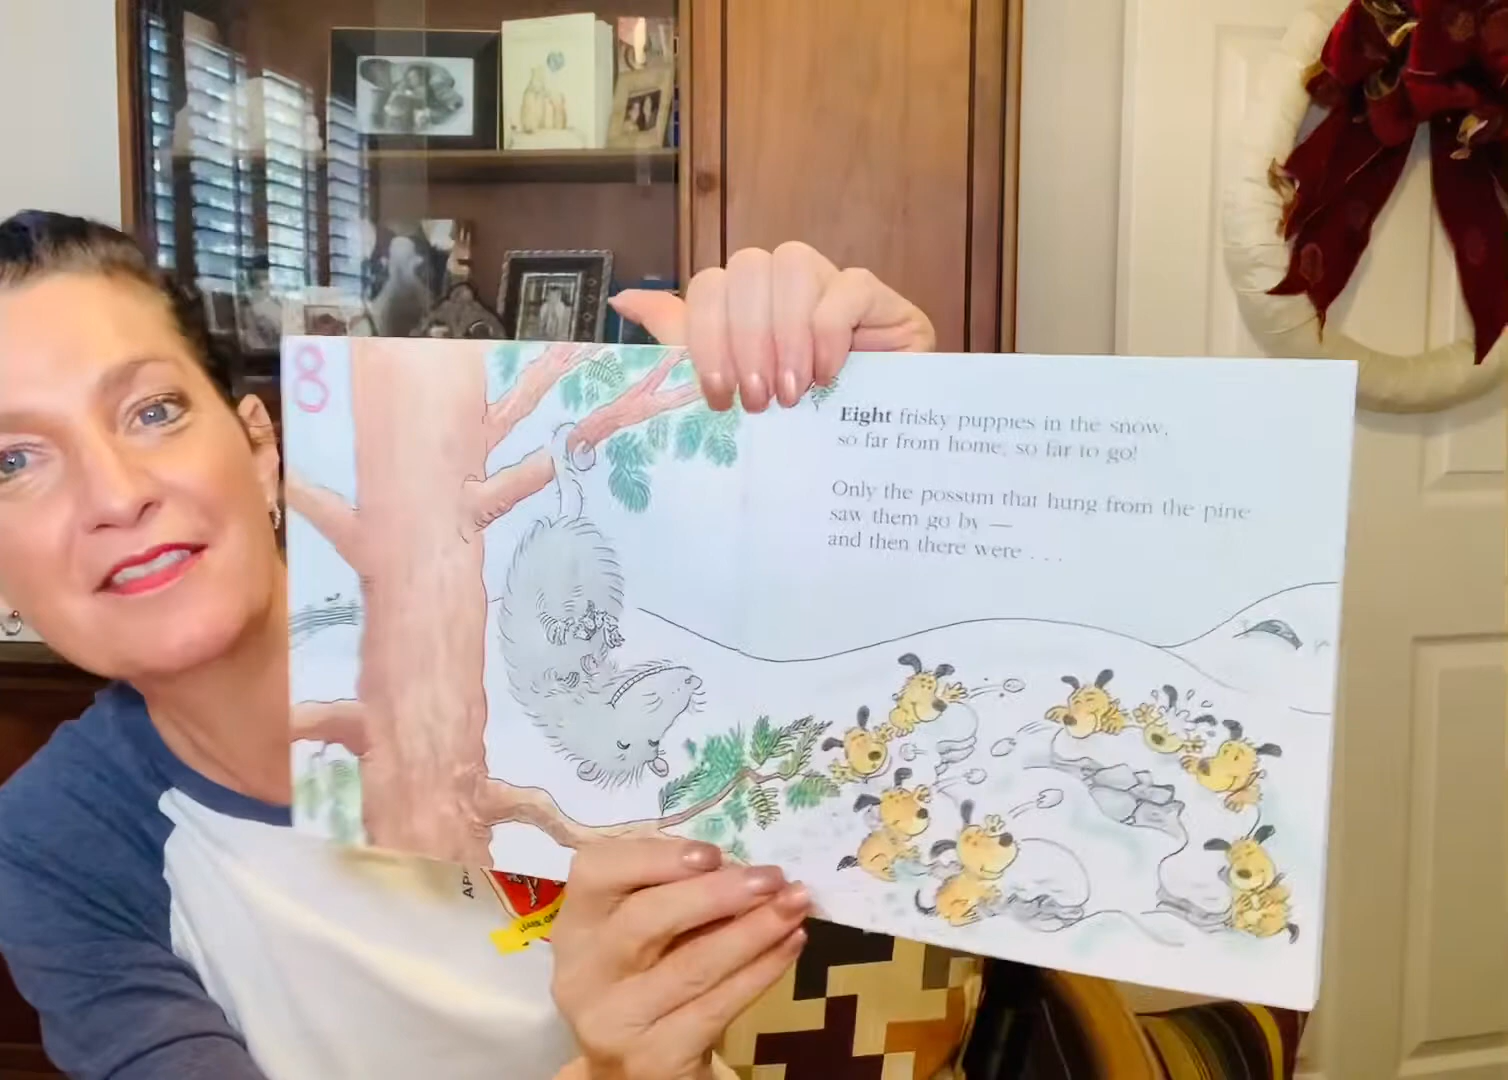 8
Eight frisky puppies in the snow,
so far from home, so far to go!
Only the possum that hung from the pine
saw them go by —
and then there were . . .